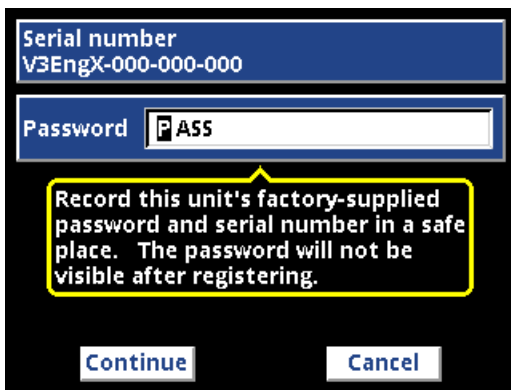 Serial number
V3EngX-000-000-000
Password PASS
Record this unit's factory-supplied
password and serial number in a safe
place. The password will not be
visible after registering.
Continue Cancel